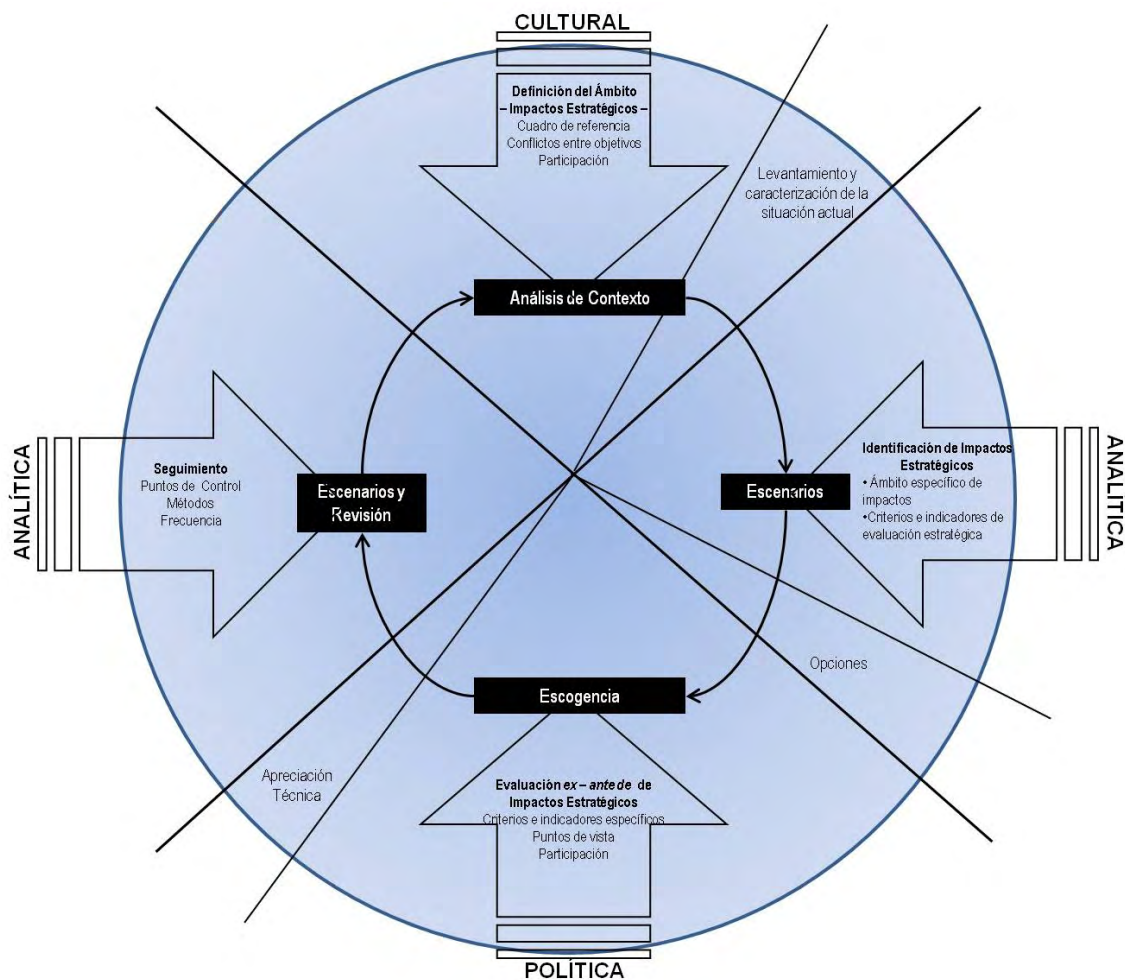 CULTURAL
Definición del Ámbito
– Impactos Estratégicos –
Cuadro de referencia
Conflictos entre objetivos
Participación
Levantamiento y
caracterización de la
situación actual
Análisis de Contexto
ANALÍTICA
Seguimiento
Puntos de Control
Métodos
Frecuencia
Escenarios y
Revisión
Escenarios
Identificación de Impactos
Estratégicos
•Ámbito específico de
impactos
•Criterios e indicadores de
evaluación estratégica
ANALITICA
Opciones
Escogencia
Apreciación
Técnica
Evaluación ex – antede de
Impactos Estratégicos
Criterios e indicadores específicos
Puntos de vista
Participación
POLÍTICA